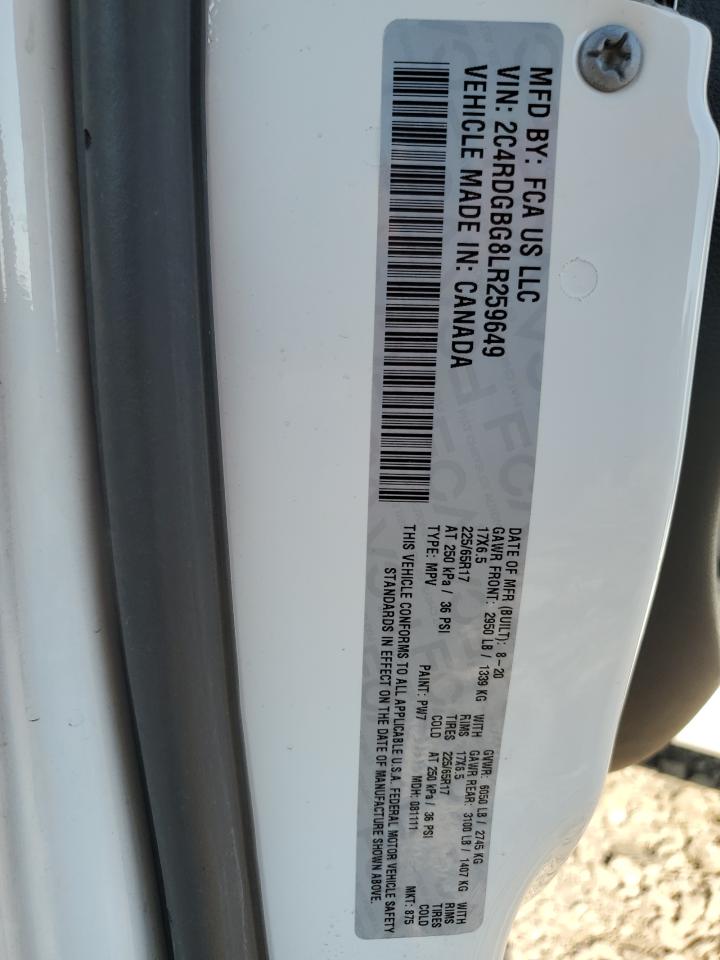 MFD BY: FCA US LLC
VIN: 2C4RDGBG8LR259649
VEHICLE MADE IN: CANADA
DATE OF MFR (BUILT): 8-20 GVWR: 6050 LB / 2745 KG
GAWR FRONT: 2950 LB / 1339 KG WITH GAWR REAR: 3100 LB / 1407 KG WITH
17X6.5 RIMS 17X6.5 RIMS
225/65R17 TIRES 225/65R17 TIRES
AT 250 kPa / 36 PSI COLD AT 250 kPa / 36 PSI COLD
TYPE: MPV PAINT: PW7 MDH: 081111 MKT: 875
THIS VEHICLE CONFORMS TO ALL APPLICABLE U.S.A. FEDERAL MOTOR VEHICLE SAFETY
STANDARDS IN EFFECT ON THE DATE OF MANUFACTURE SHOWN ABOVE.